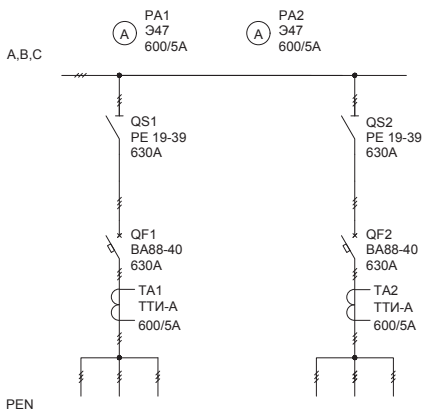 PA1
Э47
600/5A
A
PA2
Э47
600/5A
A
A,B,C
QS1
PE 19-39
630A
QS2
PE 19-39
630A
QF1
BA88-40
630A
QF2
BA88-40
630A
TA1
ТТИ-А
600/5A
TA2
ТТИ-А
600/5A
PEN